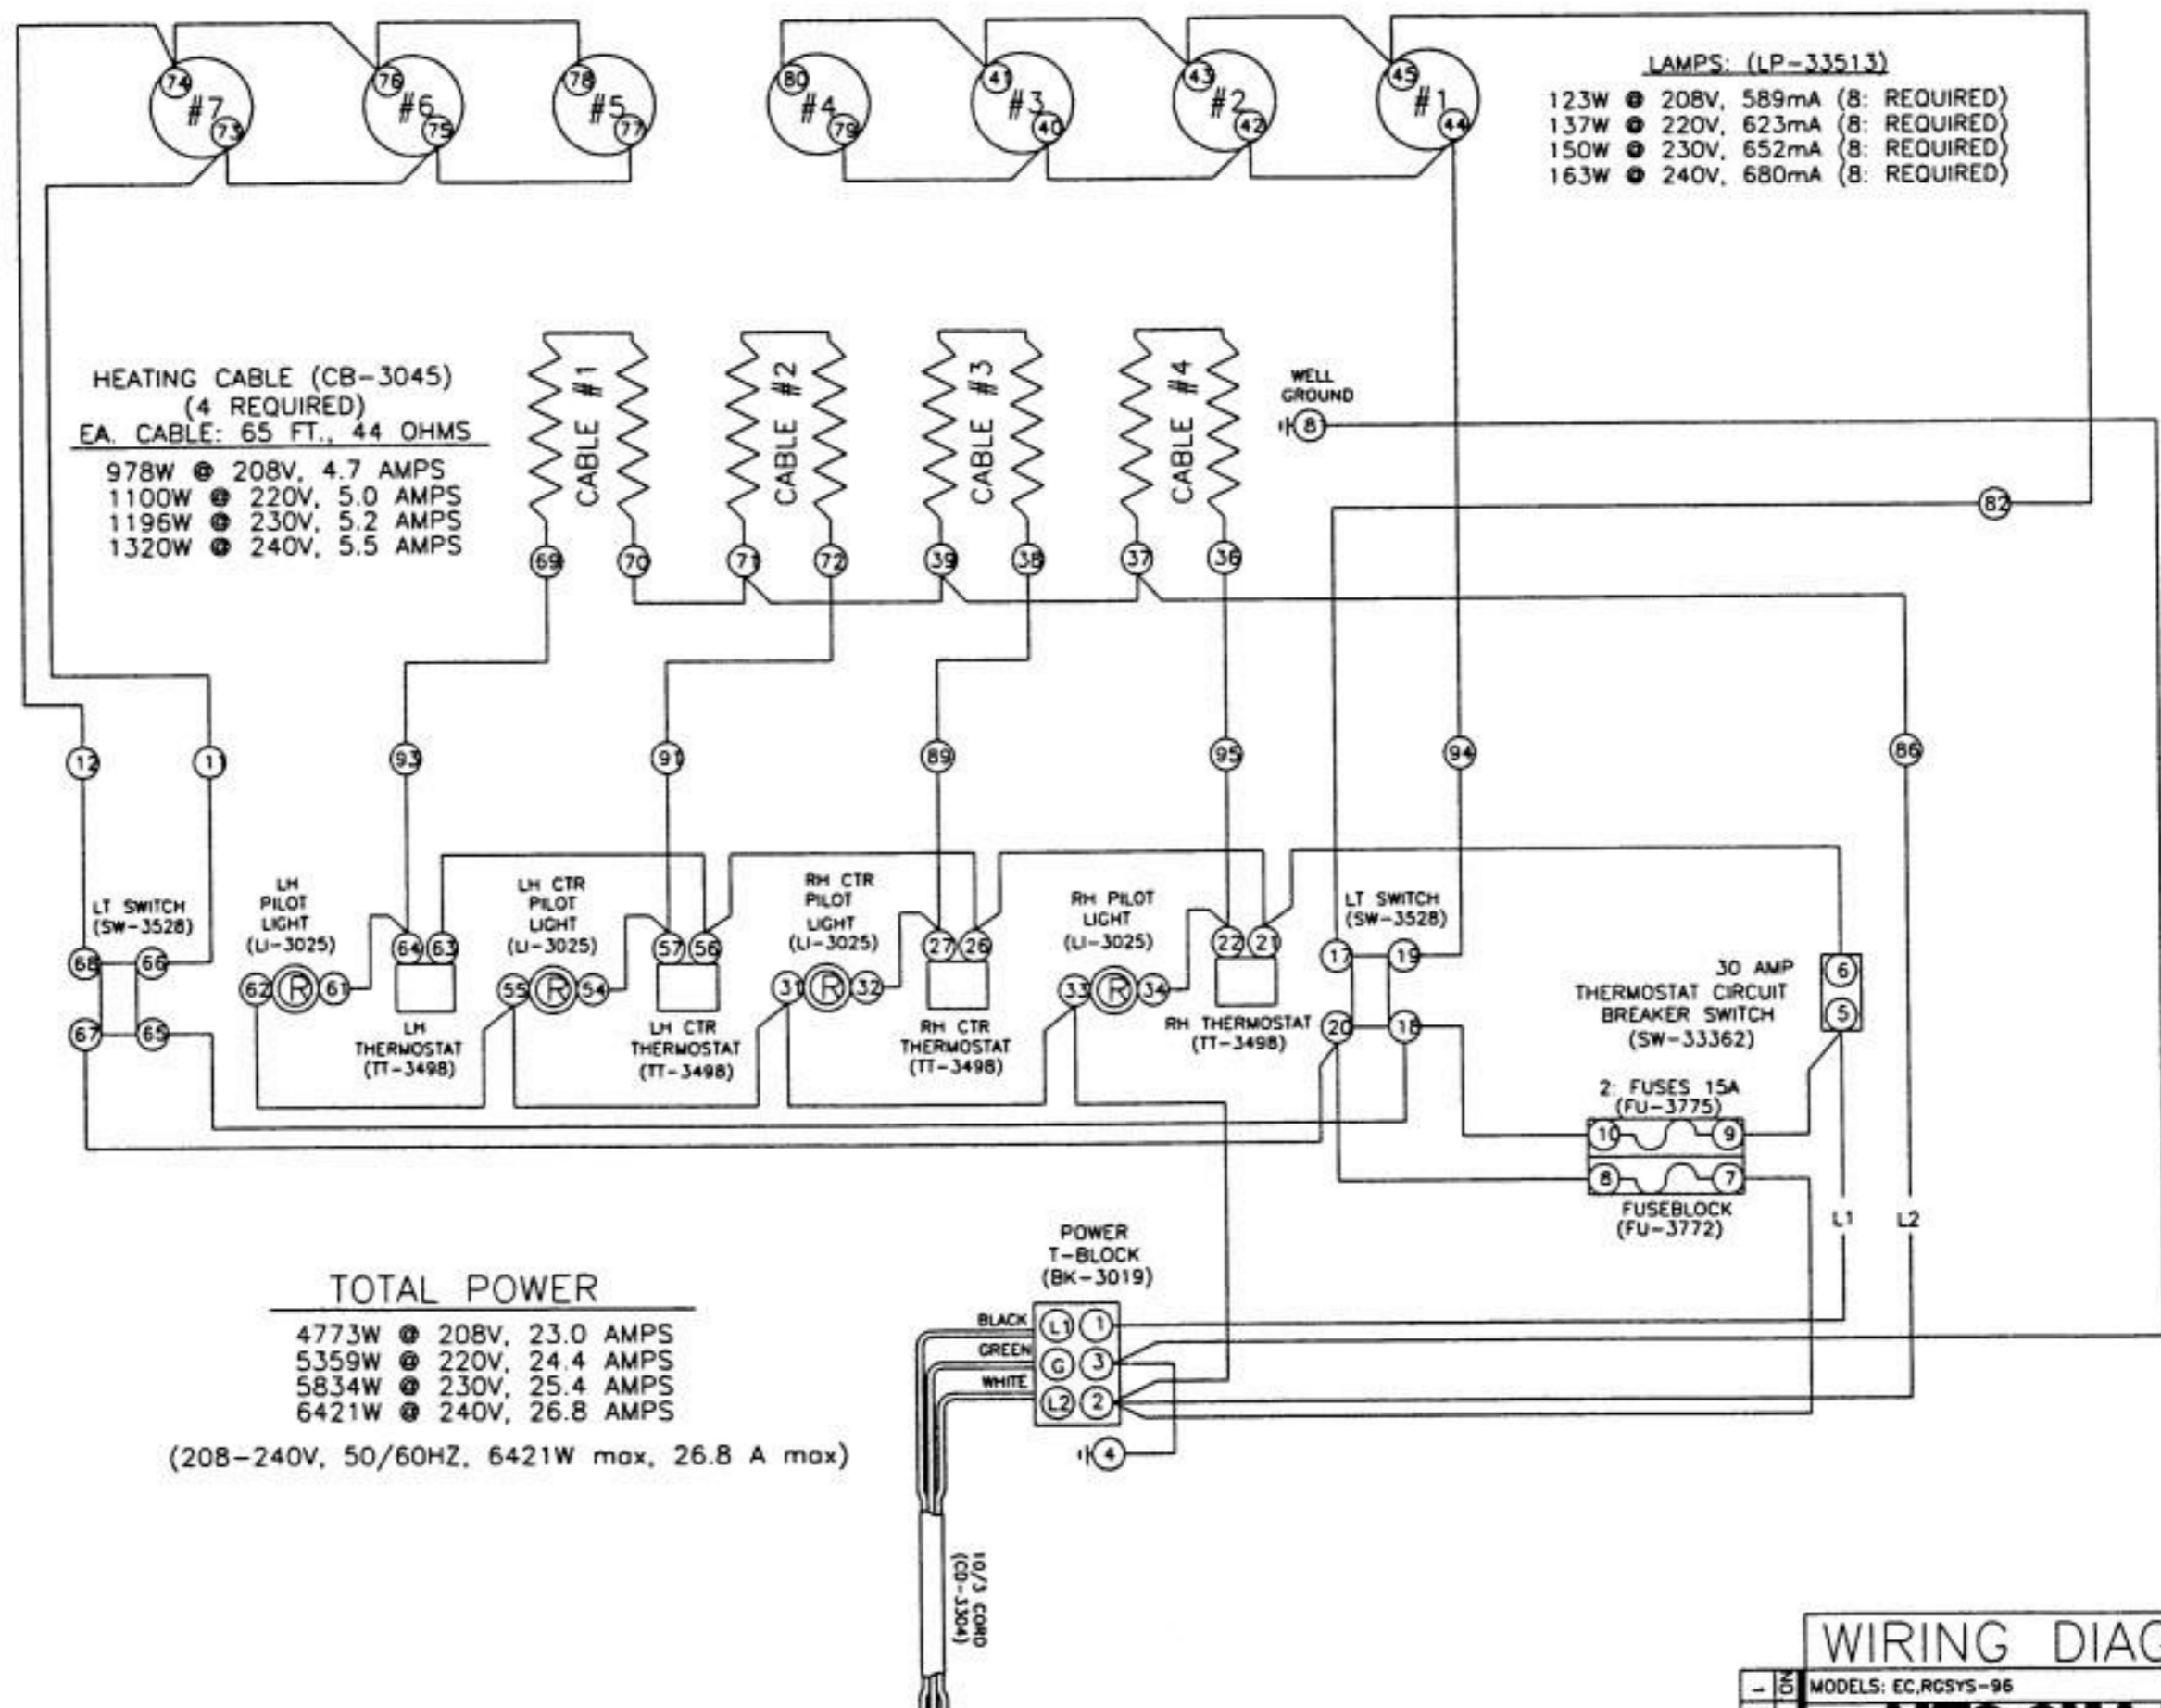 74
#7
73
76
#6
75
78
#5
77
80
#4
79
41
#3
40
43
#2
42
45
#1
44
LAMPS: (LP-33513)
123W @ 208V, 589mA (8: REQUIRED)
137W @ 220V, 623mA (8: REQUIRED)
150W @ 230V, 652mA (8: REQUIRED)
163W @ 240V, 680mA (8: REQUIRED)
HEATING CABLE (CB-3045)
(4 REQUIRED)
EA. CABLE: 65 FT., 44 OHMS
978W @ 208V, 4.7 AMPS
1100W @ 220V, 5.0 AMPS
1196W @ 230V, 5.2 AMPS
1320W @ 240V, 5.5 AMPS
CABLE #1
CABLE #2
CABLE #3
CABLE #4
WELL
GROUND
81
82
69
70
71
72
39
38
37
36
12
11
93
91
89
95
94
86
LT SWITCH
(SW-3528)
68
66
67
65
LH
PILOT
LIGHT
(LI-3025)
62
R
61
64
63
LH
THERMOSTAT
(TT-3498)
LH CTR
PILOT
LIGHT
(LI-3025)
55
R
54
57
56
LH CTR
THERMOSTAT
(TT-3498)
RH CTR
PILOT
LIGHT
(LI-3025)
31
R
32
27
26
RH CTR
THERMOSTAT
(TT-3498)
RH PILOT
LIGHT
(LI-3025)
33
R
34
22
21
RH THERMOSTAT
(TT-3498)
LT SWITCH
(SW-3528)
17
19
20
18
30 AMP
THERMOSTAT CIRCUIT
BREAKER SWITCH
(SW-33362)
6
5
2: FUSES 15A
(FU-3775)
10
9
8
7
FUSEBLOCK
(FU-3772)
L1
L2
POWER
T-BLOCK
(BK-3019)
BLACK
L1
1
GREEN
G
3
WHITE
L2
2
4
TOTAL POWER
4773W @ 208V, 23.0 AMPS
5359W @ 220V, 24.4 AMPS
5834W @ 230V, 25.4 AMPS
6421W @ 240V, 26.8 AMPS
(208-240V, 50/60HZ, 6421W max, 26.8 A max)
10/3 CORD
(CD-3304)
WIRING DIAG
1
MODELS: EC,RGSYS-96